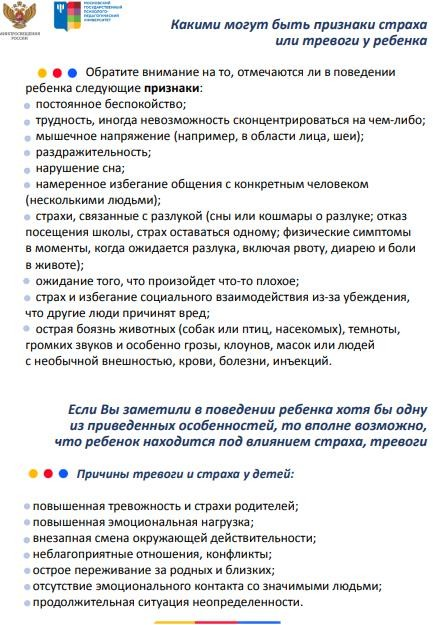 МИНПРОСВЕЩЕНИЯ
РОССИИ
МОСКОВСКИЙ
ГОСУДАРСТВЕННЫЙ
ПСИХОЛОГО-
ПЕДАГОГИЧЕСКИЙ
УНИВЕРСИТЕТ
Какими могут быть признаки страха
или тревоги у ребенка
Обратите внимание на то, отмечаются ли в поведении
ребенка следующие признаки:
постоянное беспокойство;
трудность, иногда невозможность сконцентрироваться на чем-либо;
мышечное напряжение (например, в области лица, шеи);
раздражительность;
нарушение сна;
намеренное избегание общения с конкретным человеком
(несколькими людьми);
страхи, связанные с разлукой (сны или кошмары о разлуке; отказ
посещения школы, страх оставаться одному; физические симптомы
в моменты, когда ожидается разлука, включая рвоту, диарею и боли
в животе);
ожидание того, что произойдет что-то плохое;
страх и избегание социального взаимодействия из-за убеждения,
что другие люди причинят вред;
острая боязнь животных (собак или птиц, насекомых), темноты,
громких звуков и особенно грозы, клоунов, масок или людей
с необычной внешностью, крови, болезни, инъекций.
Если Вы заметили в поведении ребенка хотя бы одну
из приведенных особенностей, то вполне возможно,
что ребенок находится под влиянием страха, тревоги
Причины тревоги и страха у детей:
повышенная тревожность и страхи родителей;
повышенная эмоциональная нагрузка;
внезапная смена окружающей действительности;
неблагоприятные отношения, конфликты;
острое переживание за родных и близких;
отсутствие эмоционального контакта со значимыми людьми;
продолжительная ситуация неопределенности.